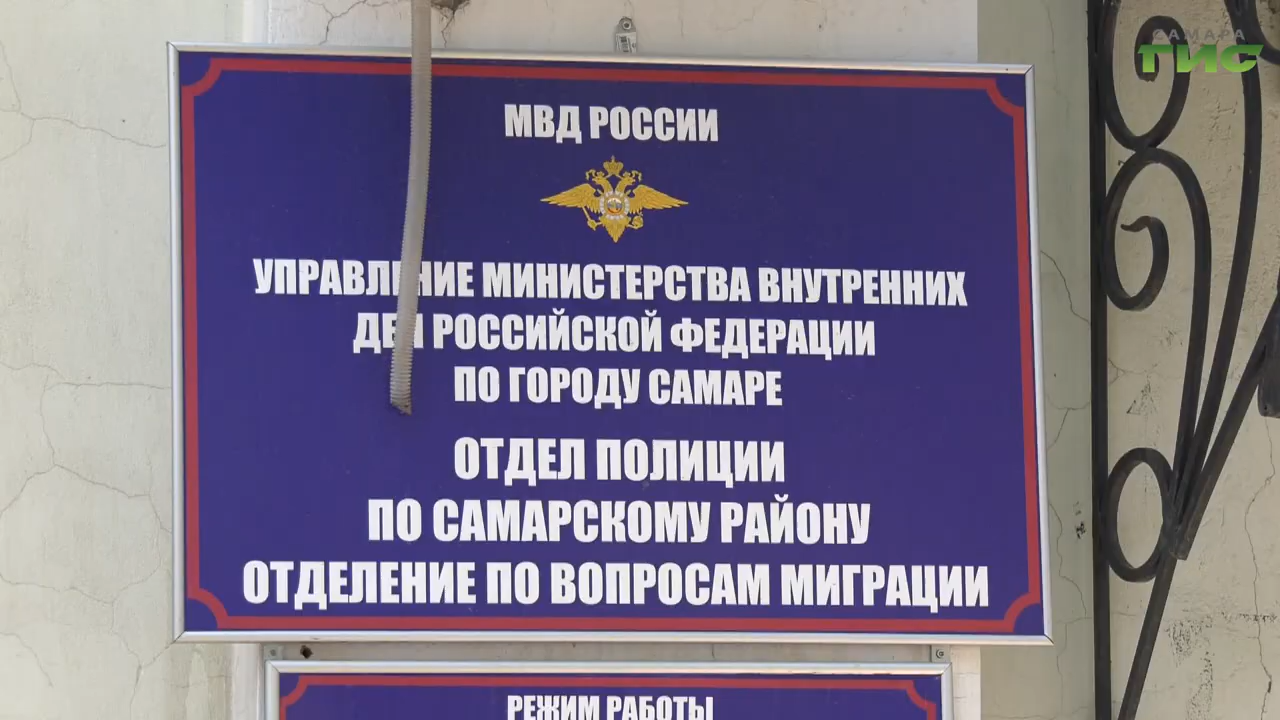 САМАРА
ГИС
МВД РОССИИ
УПРАВЛЕНИЕ МИНИСТЕРСТВА ВНУТРЕННИХ
ДЕЛ РОССИЙСКОЙ ФЕДЕРАЦИИ
ПО ГОРОДУ САМАРЕ
ОТДЕЛ ПОЛИЦИИ
ПО САМАРСКОМУ РАЙОНУ
ОТДЕЛЕНИЕ ПО ВОПРОСАМ МИГРАЦИИ
РЕЖИМ РАБОТЫ